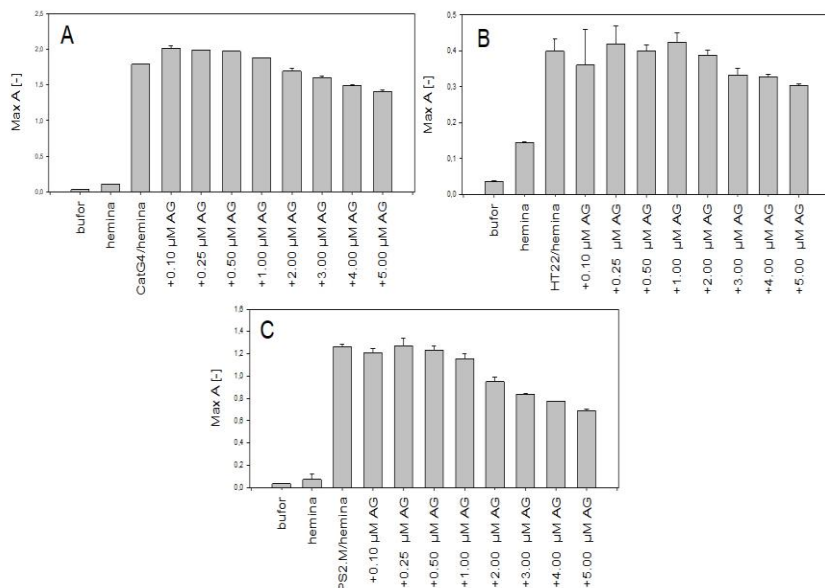 A
Max A [-]
2,5
2,0
1,5
1,0
0,5
0,0
bufor
hemina
CatG4/hemina
+0.10 µM AG
+0.25 µM AG
+0.50 µM AG
+1.00 µM AG
+2.00 µM AG
+3.00 µM AG
+4.00 µM AG
+5.00 µM AG
B
Max A [-]
0,5
0,4
0,3
0,2
0,1
0,0
bufor
hemina
HT22/hemina
+0.10 µM AG
+0.25 µM AG
+0.50 µM AG
+1.00 µM AG
+2.00 µM AG
+3.00 µM AG
+4.00 µM AG
+5.00 µM AG
C
Max A [-]
1,6
1,4
1,2
1,0
0,8
0,6
0,4
0,2
0,0
bufor
hemina
PS2.M/hemina
+0.10 µM AG
+0.25 µM AG
+0.50 µM AG
+1.00 µM AG
+2.00 µM AG
+3.00 µM AG
+4.00 µM AG
+5.00 µM AG